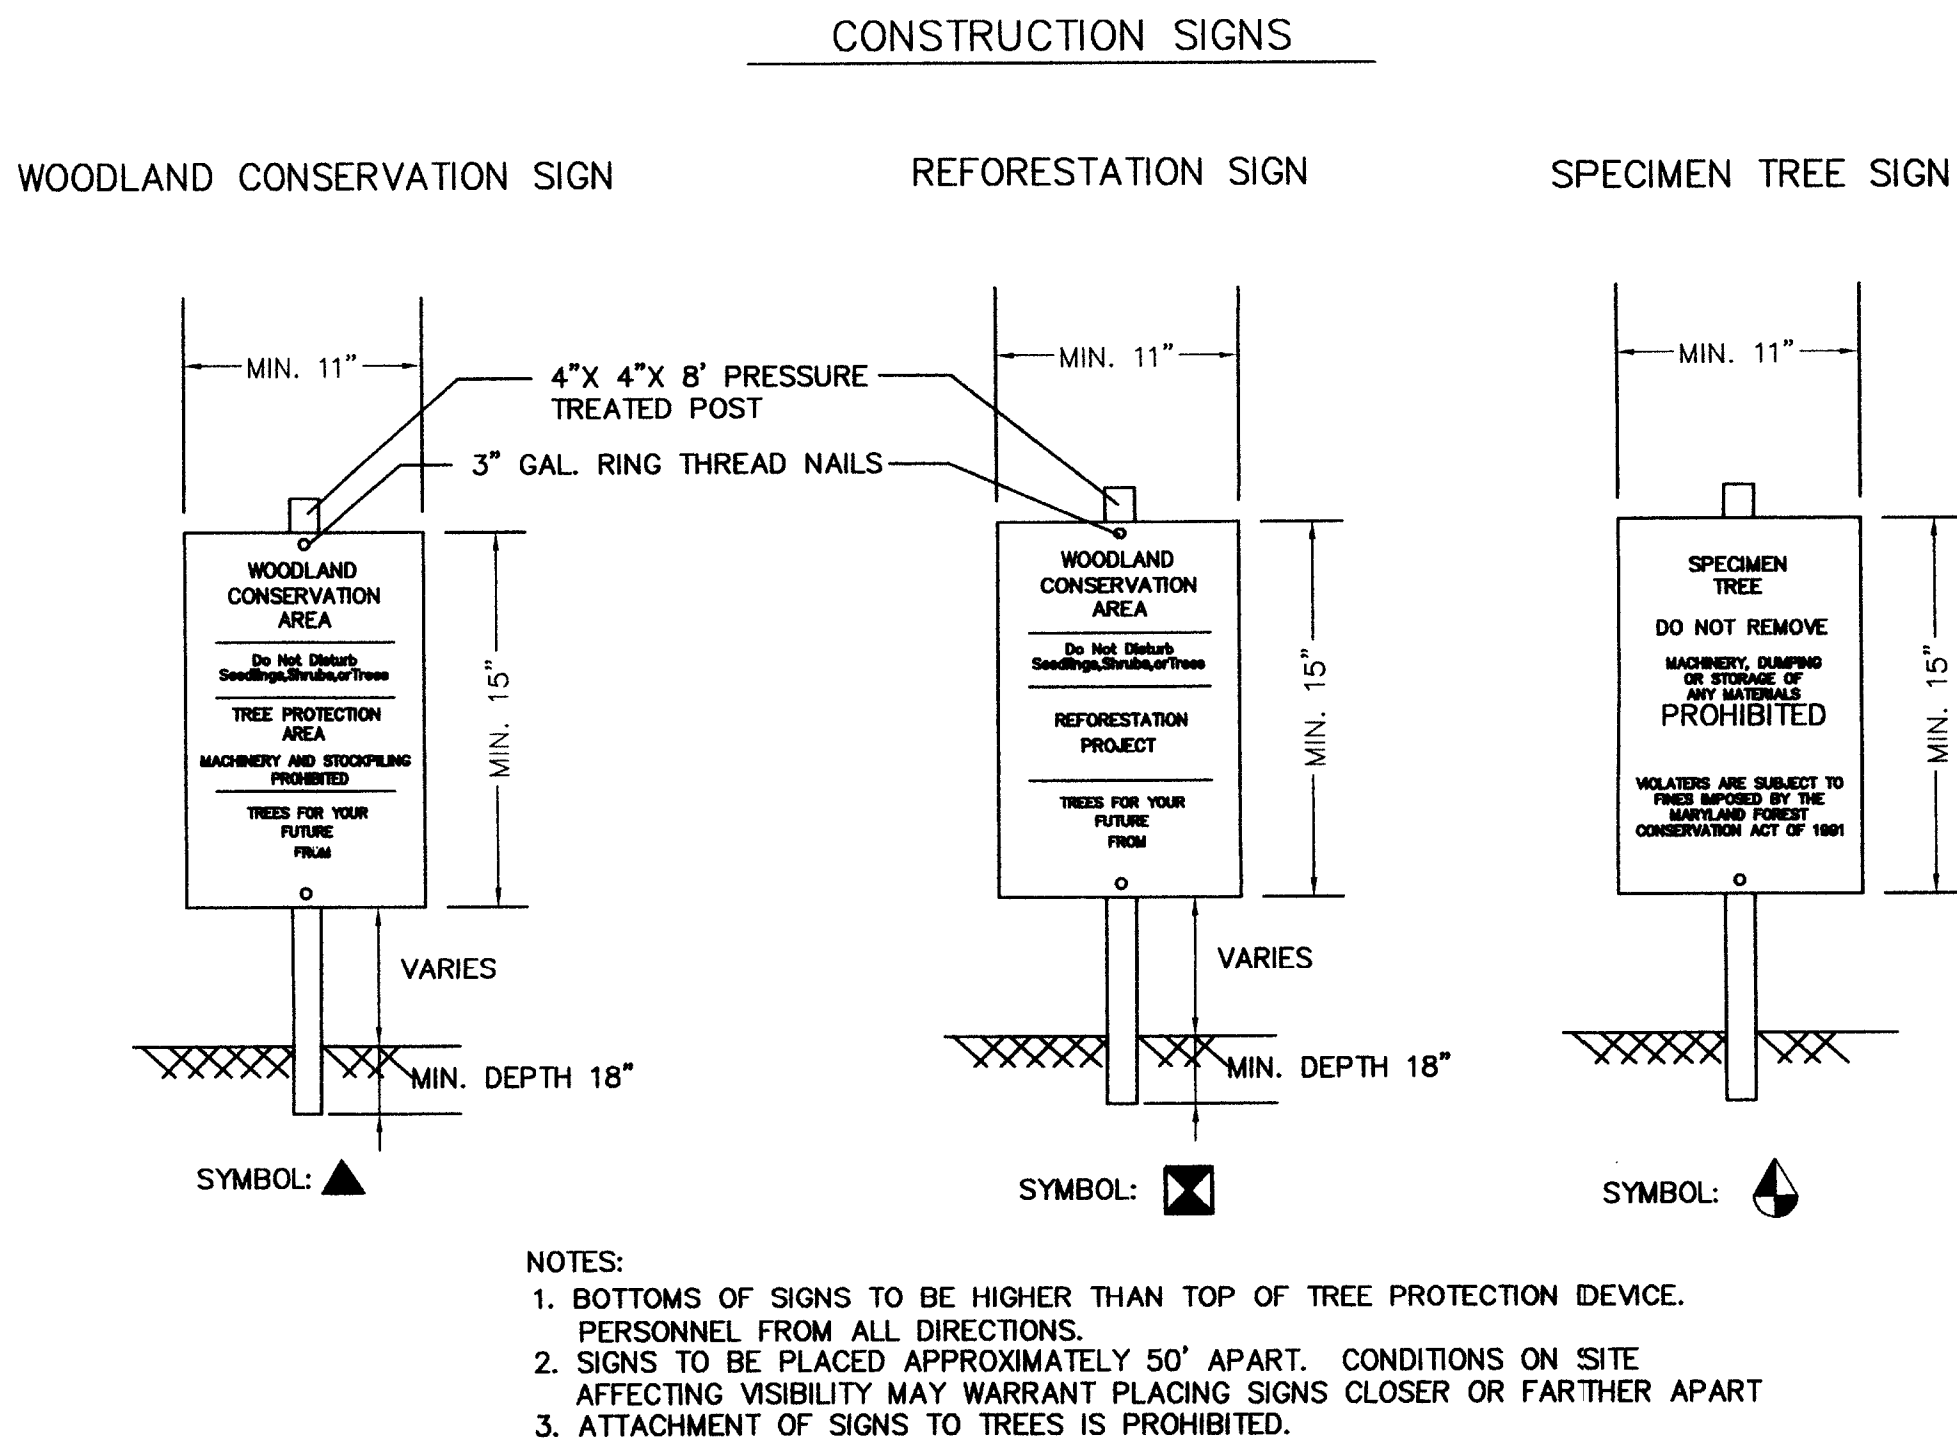 CONSTRUCTION SIGNS
WOODLAND CONSERVATION SIGN
REFORESTATION SIGN
SPECIMEN TREE SIGN
MIN. 11"
4"X 4"X 8' PRESSURE
TREATED POST
3" GAL. RING THREAD NAILS
MIN. 11"
MIN. 11"
WOODLAND
CONSERVATION
AREA
Do Not Disturb
Seedlings,Shrubs,orTrees
TREE PROTECTION
AREA
MACHINERY AND STOCKPILING
PROHIBITED
TREES FOR YOUR
FUTURE
FROM
MIN. 15"
VARIES
MIN. DEPTH 18"
SYMBOL:
WOODLAND
CONSERVATION
AREA
Do Not Disturb
Seedlings,Shrubs,orTrees
REFORESTATION
PROJECT
TREES FOR YOUR
FUTURE
FROM
MIN. 15"
VARIES
MIN. DEPTH 18"
SYMBOL:
SPECIMEN
TREE
DO NOT REMOVE
MACHINERY, DUMPING
OR STORAGE OF
ANY MATERIALS
PROHIBITED
VIOLATERS ARE SUBJECT TO
FINES IMPOSED BY THE
MARYLAND FOREST
CONSERVATION ACT OF 1991
MIN. 15"
SYMBOL:
NOTES:
1. BOTTOMS OF SIGNS TO BE HIGHER THAN TOP OF TREE PROTECTION DEVICE.
PERSONNEL FROM ALL DIRECTIONS.
2. SIGNS TO BE PLACED APPROXIMATELY 50' APART. CONDITIONS ON SITE
AFFECTING VISIBILITY MAY WARRANT PLACING SIGNS CLOSER OR FARTHER APART
3. ATTACHMENT OF SIGNS TO TREES IS PROHIBITED.